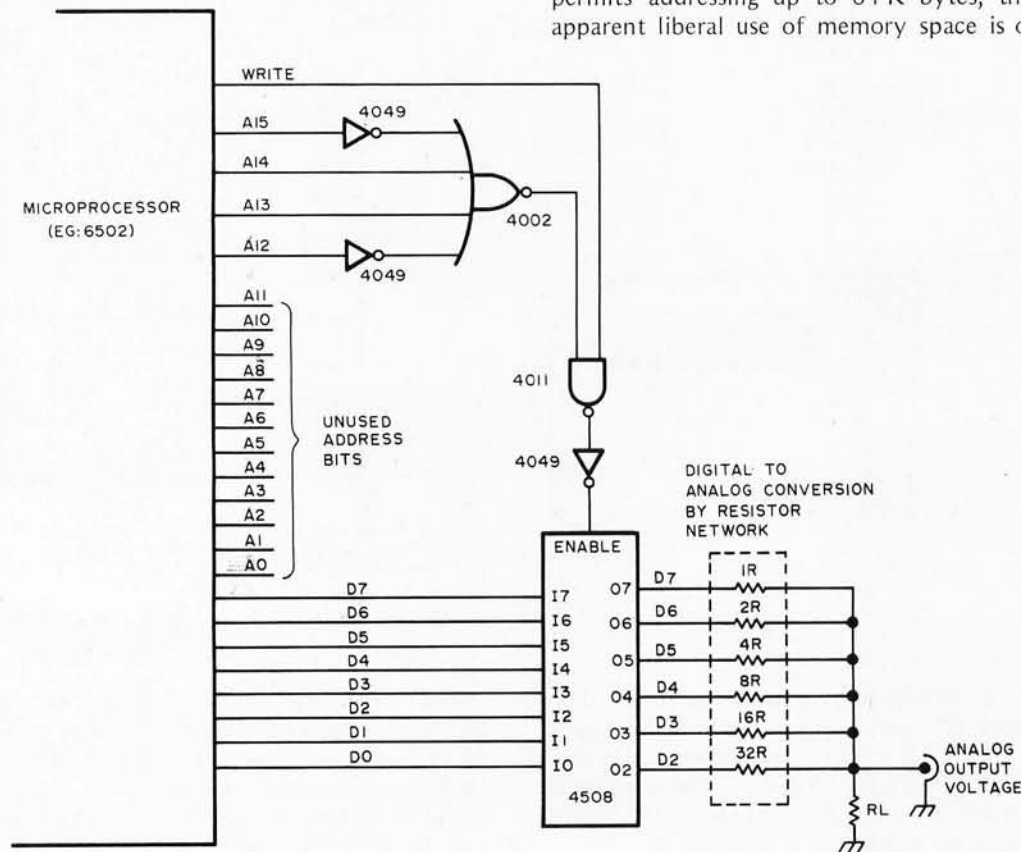 permits addressing up to 64 K bytes, th
apparent liberal use of memory space is o
WRITE
4049
A15
A14
A13
A12
4002
4049
MICROPROCESSOR
(EG:6502)
A11
A10
A9
A8
A7
A6
A5
A4
A3
A2
A1
A0
UNUSED
ADDRESS
BITS
4011
4049
DIGITAL TO
ANALOG CONVERSION
BY RESISTOR
NETWORK
ENABLE
D7 I7 O7 D7 1R
D6 I6 O6 D6 2R
D5 I5 O5 D5 4R
D4 I4 O4 D4 8R
D3 I3 O3 D3 16R
D2 I2 O2 D2 32R
D1 I1
D0 I0
4508
ANALOG
OUTPUT
VOLTAGE
RL